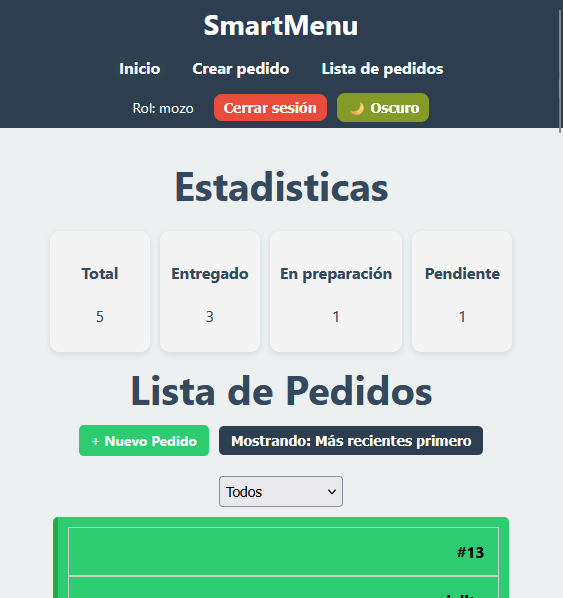 SmartMenu
Inicio Crear pedido Lista de pedidos
Rol: mozo Cerrar sesión 🌙 Oscuro
Estadisticas
Total Entregado En preparación Pendiente
5 3 1 1
Lista de Pedidos
+ Nuevo Pedido Mostrando: Más recientes primero
Todos
#13